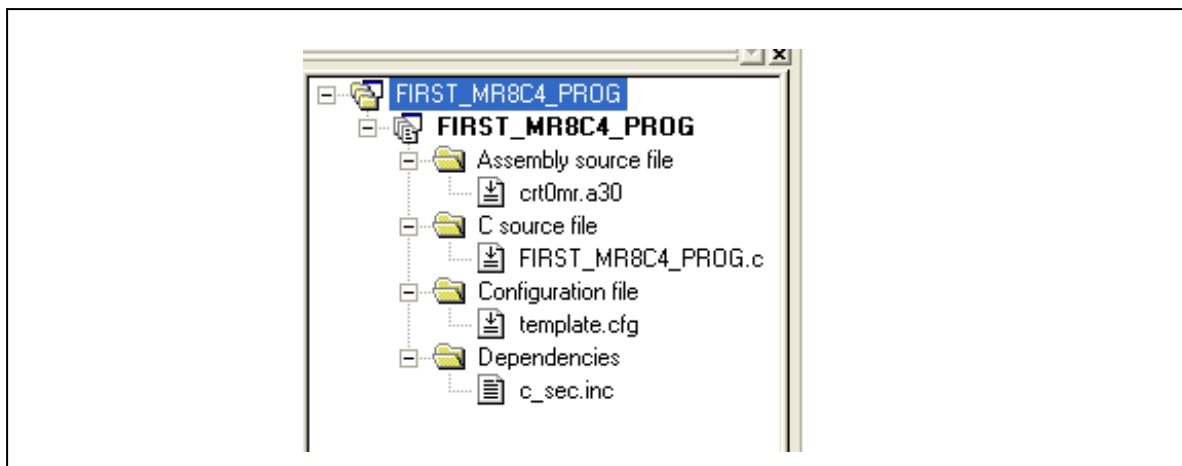 FIRST_MR8C4_PROG
FIRST_MR8C4_PROG
Assembly source file
crt0mr.a30
C source file
FIRST_MR8C4_PROG.c
Configuration file
template.cfg
Dependencies
c_sec.inc